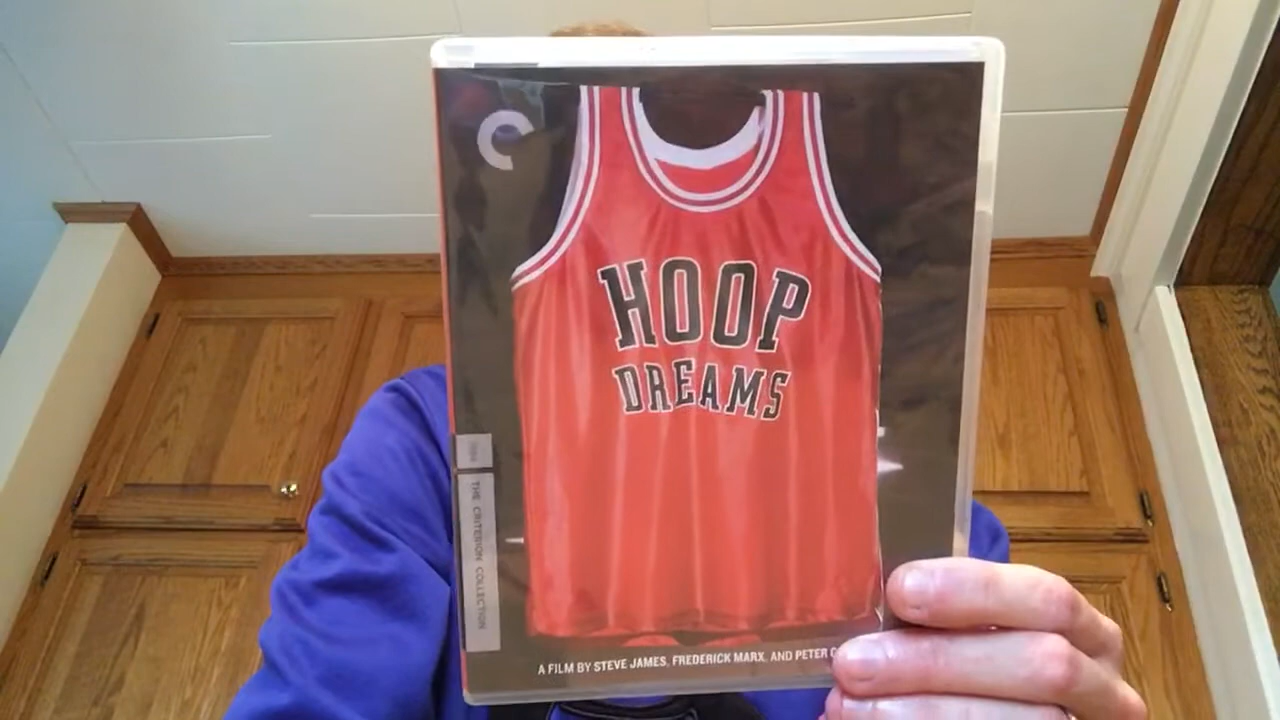 HOOP
DREAMS
THE CRITERION COLLECTION
A FILM BY STEVE JAMES, FREDERICK MARX, AND PETER